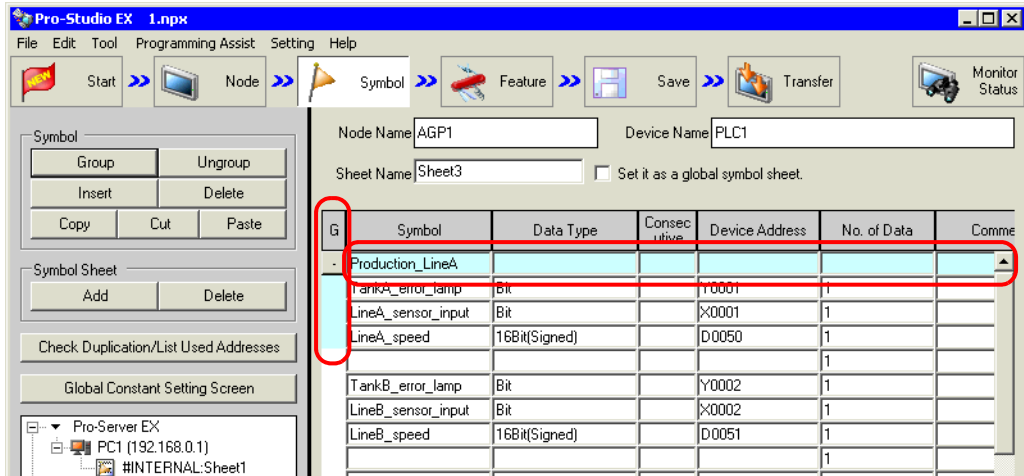 Pro-Studio EX 1.npx
File Edit Tool Programming Assist Setting Help
NEW Start Node Symbol Feature Save Transfer Monitor Status
Symbol
Group Ungroup
Insert Delete
Copy Cut Paste
Symbol Sheet
Add Delete
Check Duplication/List Used Addresses
Global Constant Setting Screen
Pro-Server EX
PC1 (192.168.0.1)
#INTERNAL:Sheet1
Node Name AGP1 Device Name PLC1
Sheet Name Sheet3 Set it as a global symbol sheet.
G Symbol Data Type Consecutive Device Address No. of Data Comme
- Production_LineA
TankA_error_lamp Bit Y0001 1
LineA_sensor_input Bit X0001 1
LineA_speed 16Bit(Signed) D0050 1
1
TankB_error_lamp Bit Y0002 1
LineB_sensor_input Bit X0002 1
LineB_speed 16Bit(Signed) D0051 1
1